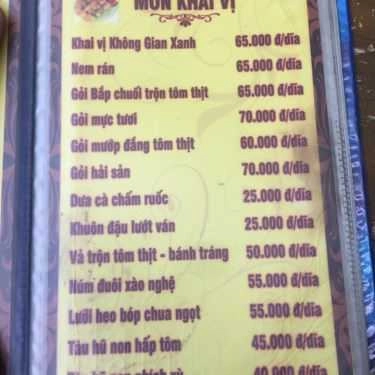 MÓN KHAI VỊ
Khai vị Không Gian Xanh 65.000 đ/dĩa
Nem rán 65.000 đ/dĩa
Gỏi Bắp chuối trộn tôm thịt 65.000 đ/dĩa
Gỏi mực tươi 70.000 đ/dĩa
Gỏi mướp đắng tôm thịt 60.000 đ/dĩa
Gỏi hải sản 70.000 đ/dĩa
Dưa cà chấm ruốc 25.000 đ/dĩa
Khuôn đậu lướt ván 25.000 đ/dĩa
Vả trộn tôm thịt - bánh tráng 50.000 đ/dĩa
Núm đuôi xào nghệ 55.000 đ/dĩa
Lưỡi heo bóp chua ngọt 55.000 đ/dĩa
Tàu hũ non hấp tôm 45.000 đ/dĩa
40.000 đ/dĩa